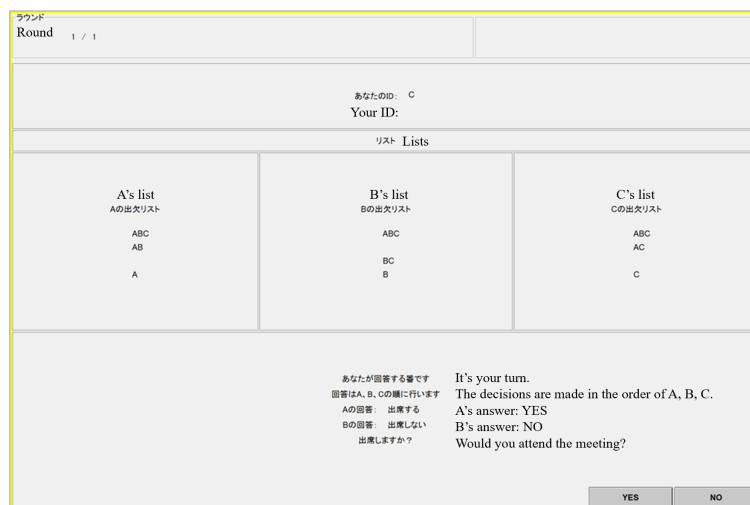 ラウンド
Round 1 / 1
あなたのID: C
Your ID:
リスト Lists
A's list
Aの出欠リスト
ABC
AB
A
B's list
Bの出欠リスト
ABC
BC
B
C's list
Cの出欠リスト
ABC
AC
C
あなたが回答する番です It's your turn.
回答はA、B、Cの順に行います The decisions are made in the order of A, B, C.
Aの回答: 出席する A's answer: YES
Bの回答: 出席しない B's answer: NO
出席しますか？ Would you attend the meeting?
YES NO